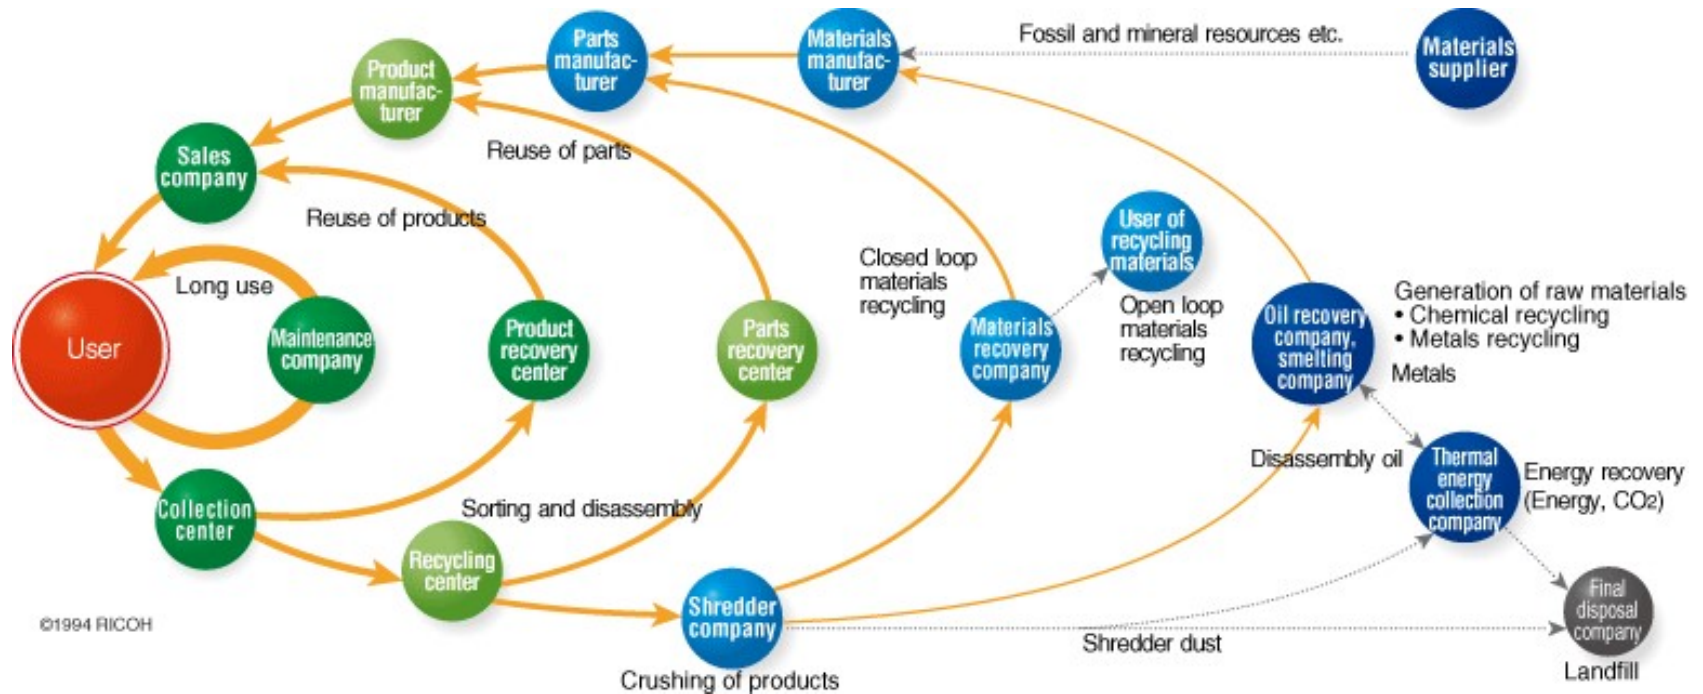 Fossil and mineral resources etc.
Materials
supplier
Materials
manufac-
turer
Parts
manufac-
turer
Product
manufac-
turer
Reuse of parts
Sales
company
Reuse of products
User of
recycling
materials
Closed loop
materials
recycling
Open loop
materials
recycling
Long use
User
Maintenance
company
Product
recovery
center
Parts
recovery
center
Materials
recovery
company
Oil recovery
company,
smelting
company
Generation of raw materials
• Chemical recycling
• Metals recycling
Metals
Disassembly oil
Thermal
energy
collection
company
Energy recovery
(Energy, CO2)
Collection
center
Sorting and disassembly
Recycling
center
Shredder
company
Crushing of products
Shredder dust
Final
disposal
company
Landfill
©1994 RICOH